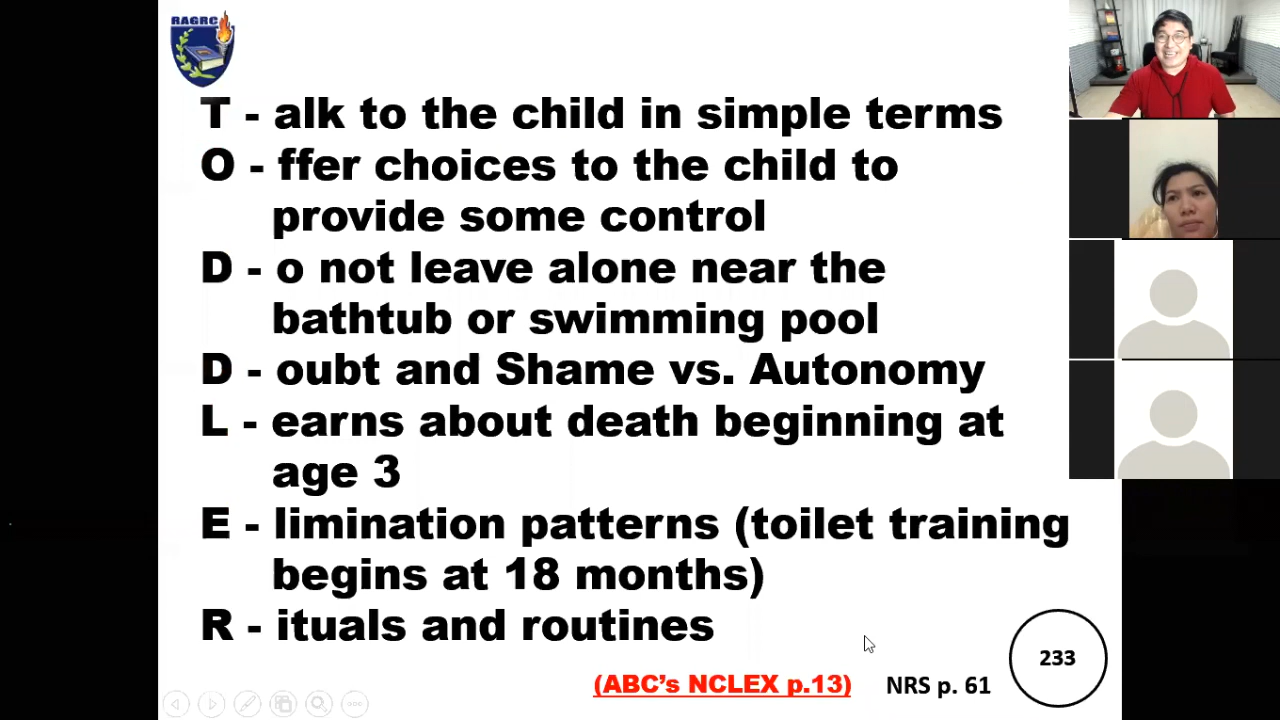 RAGRC
T - alk to the child in simple terms
O - ffer choices to the child to
provide some control
D - o not leave alone near the
bathtub or swimming pool
D - oubt and Shame vs. Autonomy
L - earns about death beginning at
age 3
E - limination patterns (toilet training
begins at 18 months)
R - ituals and routines
(ABC's NCLEX p.13) NRS p. 61 233